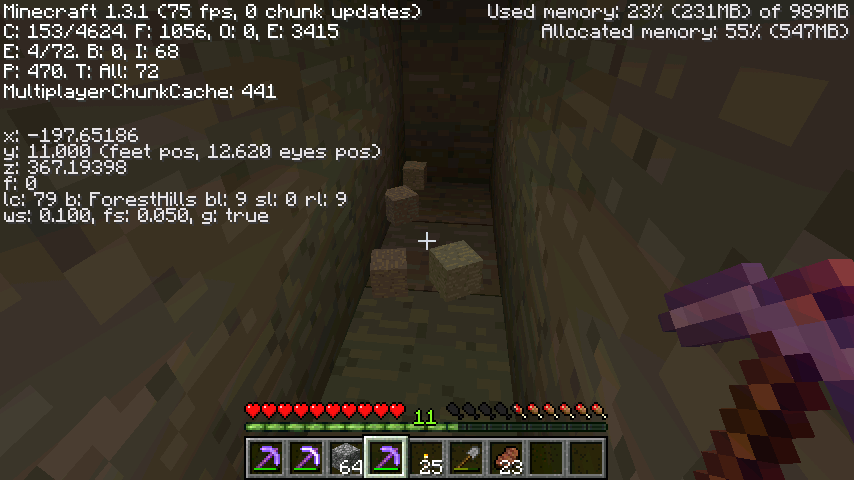 Minecraft 1.3.1 (75 fps, 0 chunk updates)
C: 153/4624. F: 1056, O: 0, E: 3415
E: 4/72. B: 0, I: 68
P: 470. T: All: 72
MultiplayerChunkCache: 441
Used memory: 23% (231MB) of 989MB
Allocated memory: 55% (547MB)
x: -197.65186
y: 11.000 (feet pos, 12.620 eyes pos)
z: 367.19398
f: 0
lc: 79 b: ForestHills bl: 9 sl: 0 rl: 9
ws: 0.100, fs: 0.050, g: true
11
64
25
23